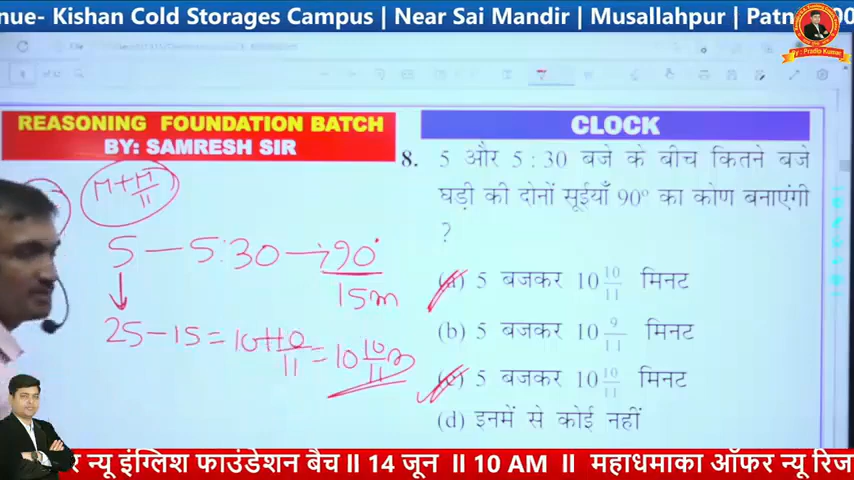 nue- Kishan Cold Storages Campus | Near Sai Mandir | Musallahpur | Patn
REASONING FOUNDATION BATCH
BY: SAMRESH SIR
CLOCK
8. 5 और 5 : 30 बजे के बीच कितने बजे
घड़ी की दोनों सूईयाँ 90° का कोण बनाएंगी
?
(a) 5 बजकर 10 10/11 मिनट
(b) 5 बजकर 10 9/11 मिनट
(c) 5 बजकर 10 10/11 मिनट
(d) इनमें से कोई नहीं
M+M/11
5 — 5:30 → 90°
15m
25-15=10+10/11=10 10/11 m
र न्यू इंग्लिश फाउंडेशन बैच II 14 जून II 10 AM II महाधमाका ऑफर न्यू रिज